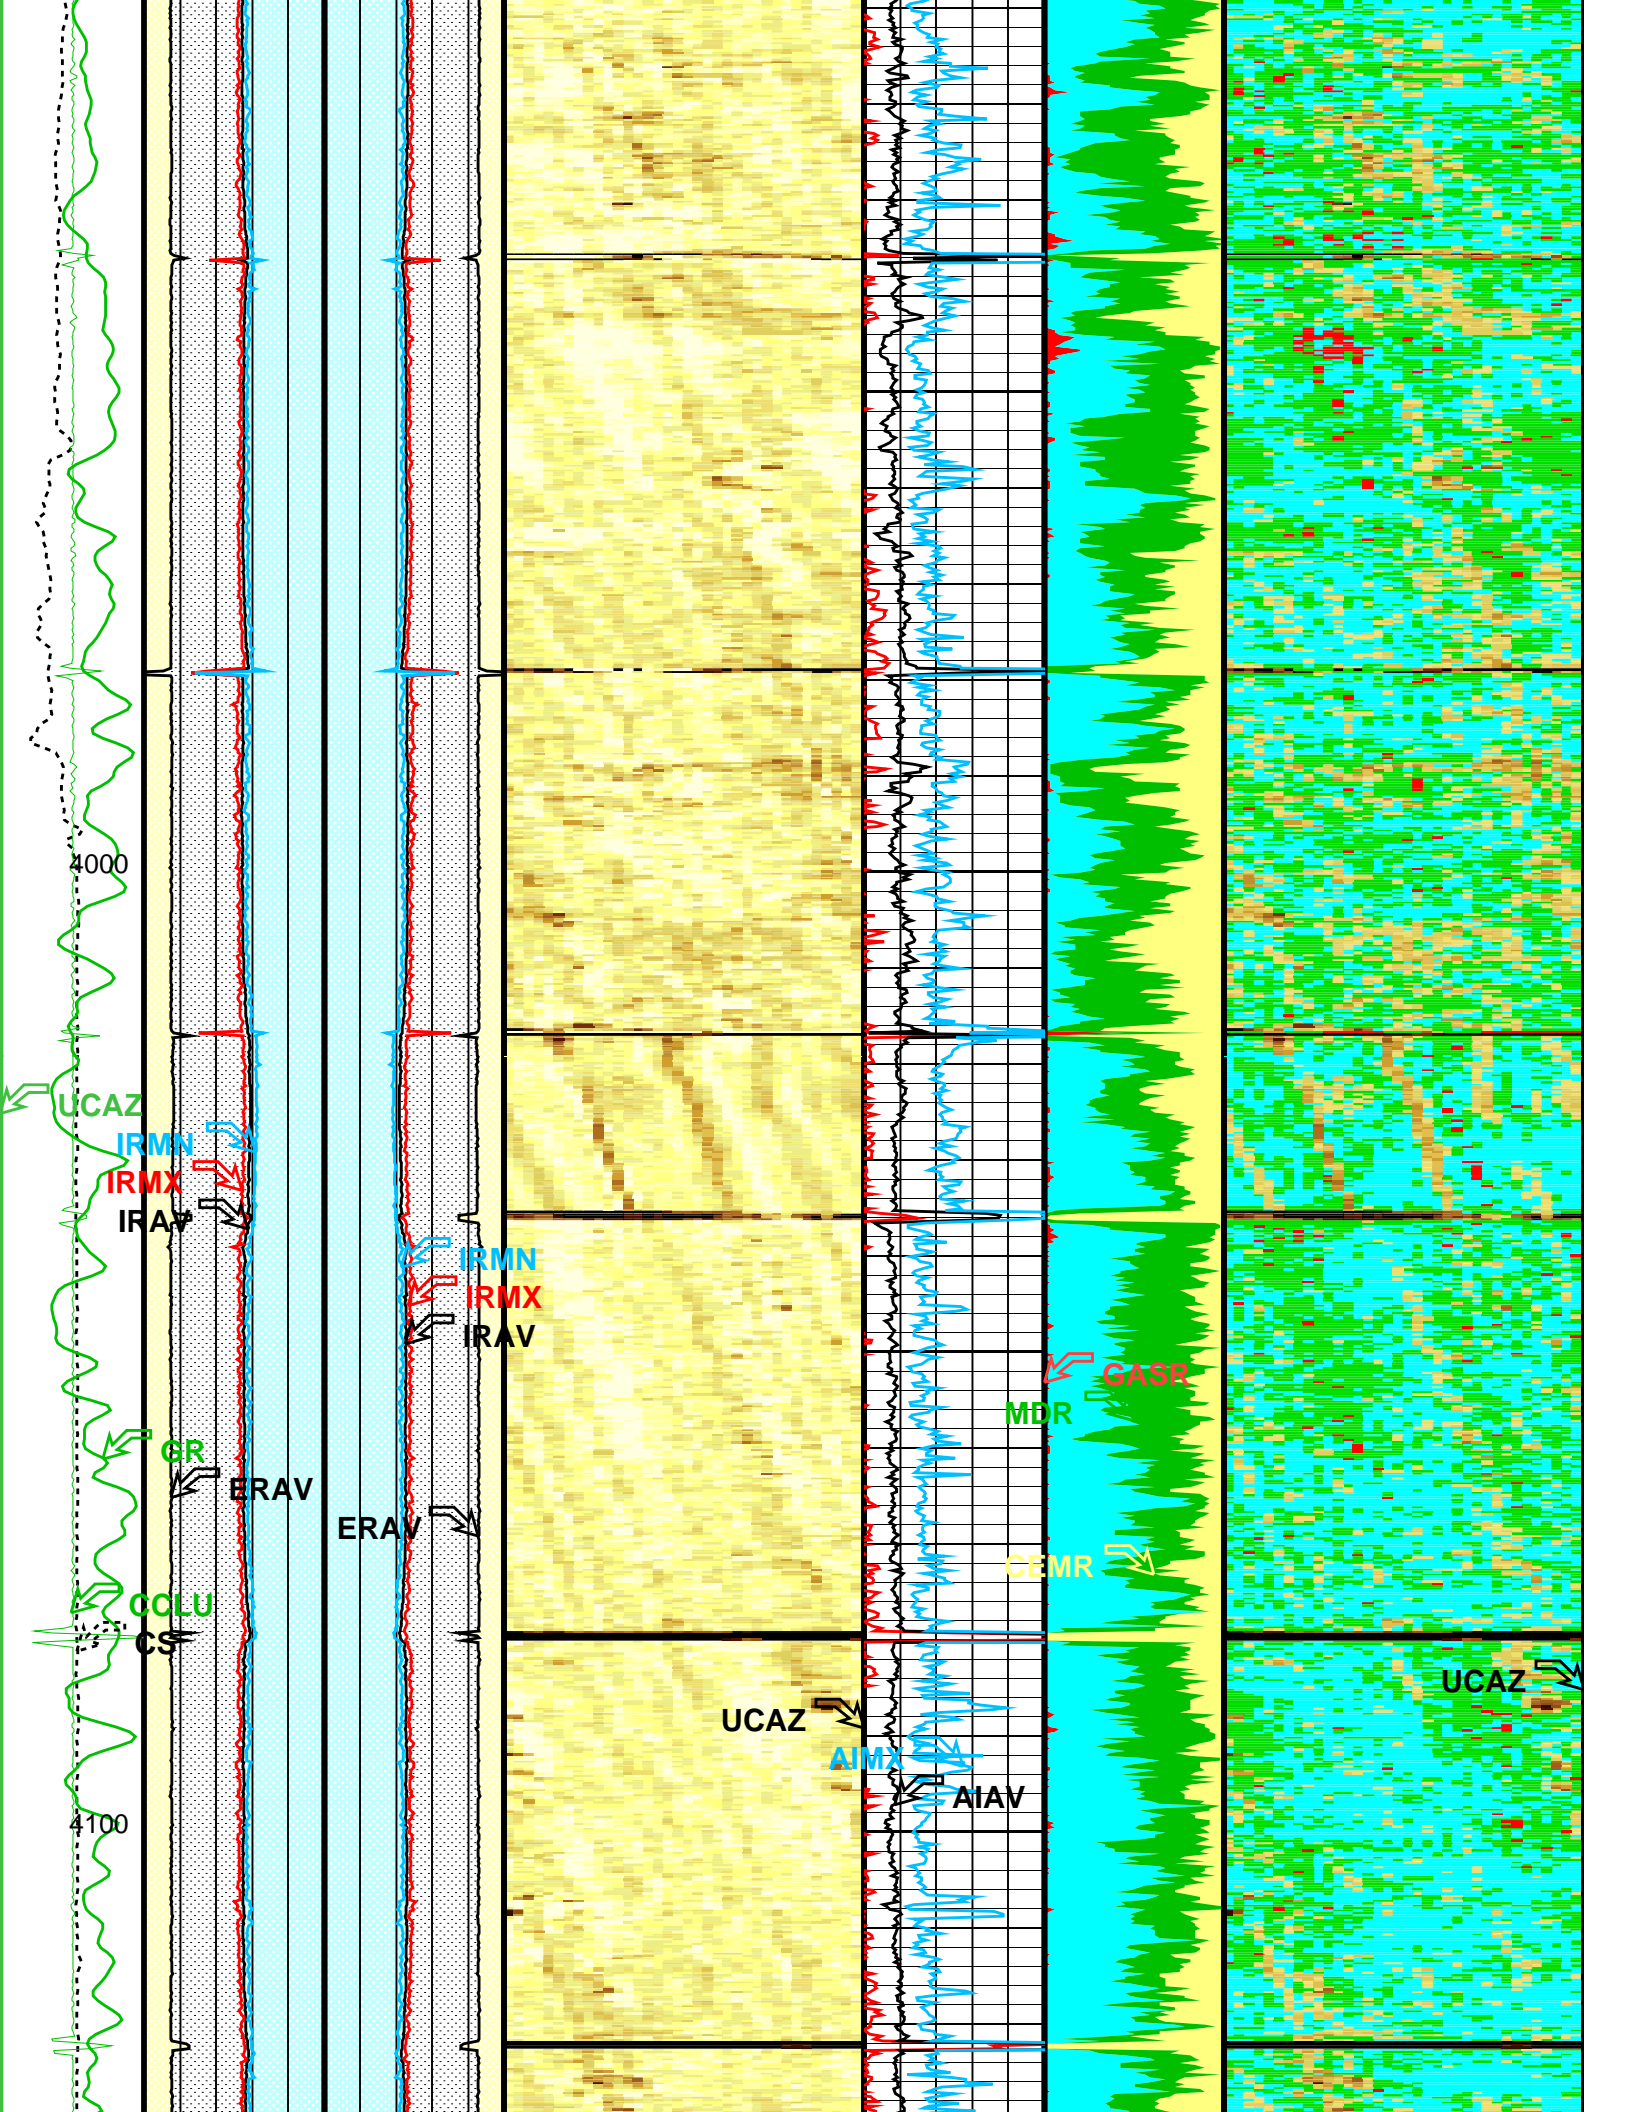 4000
UCAZ
IRMN
IRMX
IRAV
IRMN
IRMX
IRAV
GASR
MDR
GR
ERAV
ERAV
CEMR
CCLU
CS
UCAZ
UCAZ
AIMX
AIAV
4100